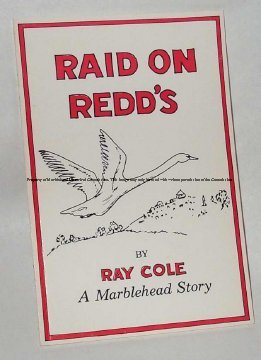 RAID ON
REDD'S
BY
RAY COLE
A Marblehead Story